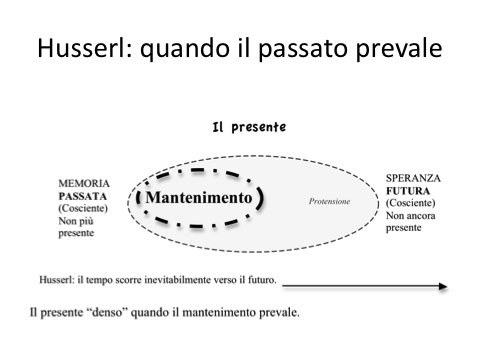 Husserl: quando il passato prevale
Il presente
MEMORIA
PASSATA
(Cosciente)
Non più
presente
Mantenimento
Protensione
SPERANZA
FUTURA
(Cosciente)
Non ancora
presente
Husserl: il tempo scorre inevitabilmente verso il futuro.
Il presente “denso” quando il mantenimento prevale.